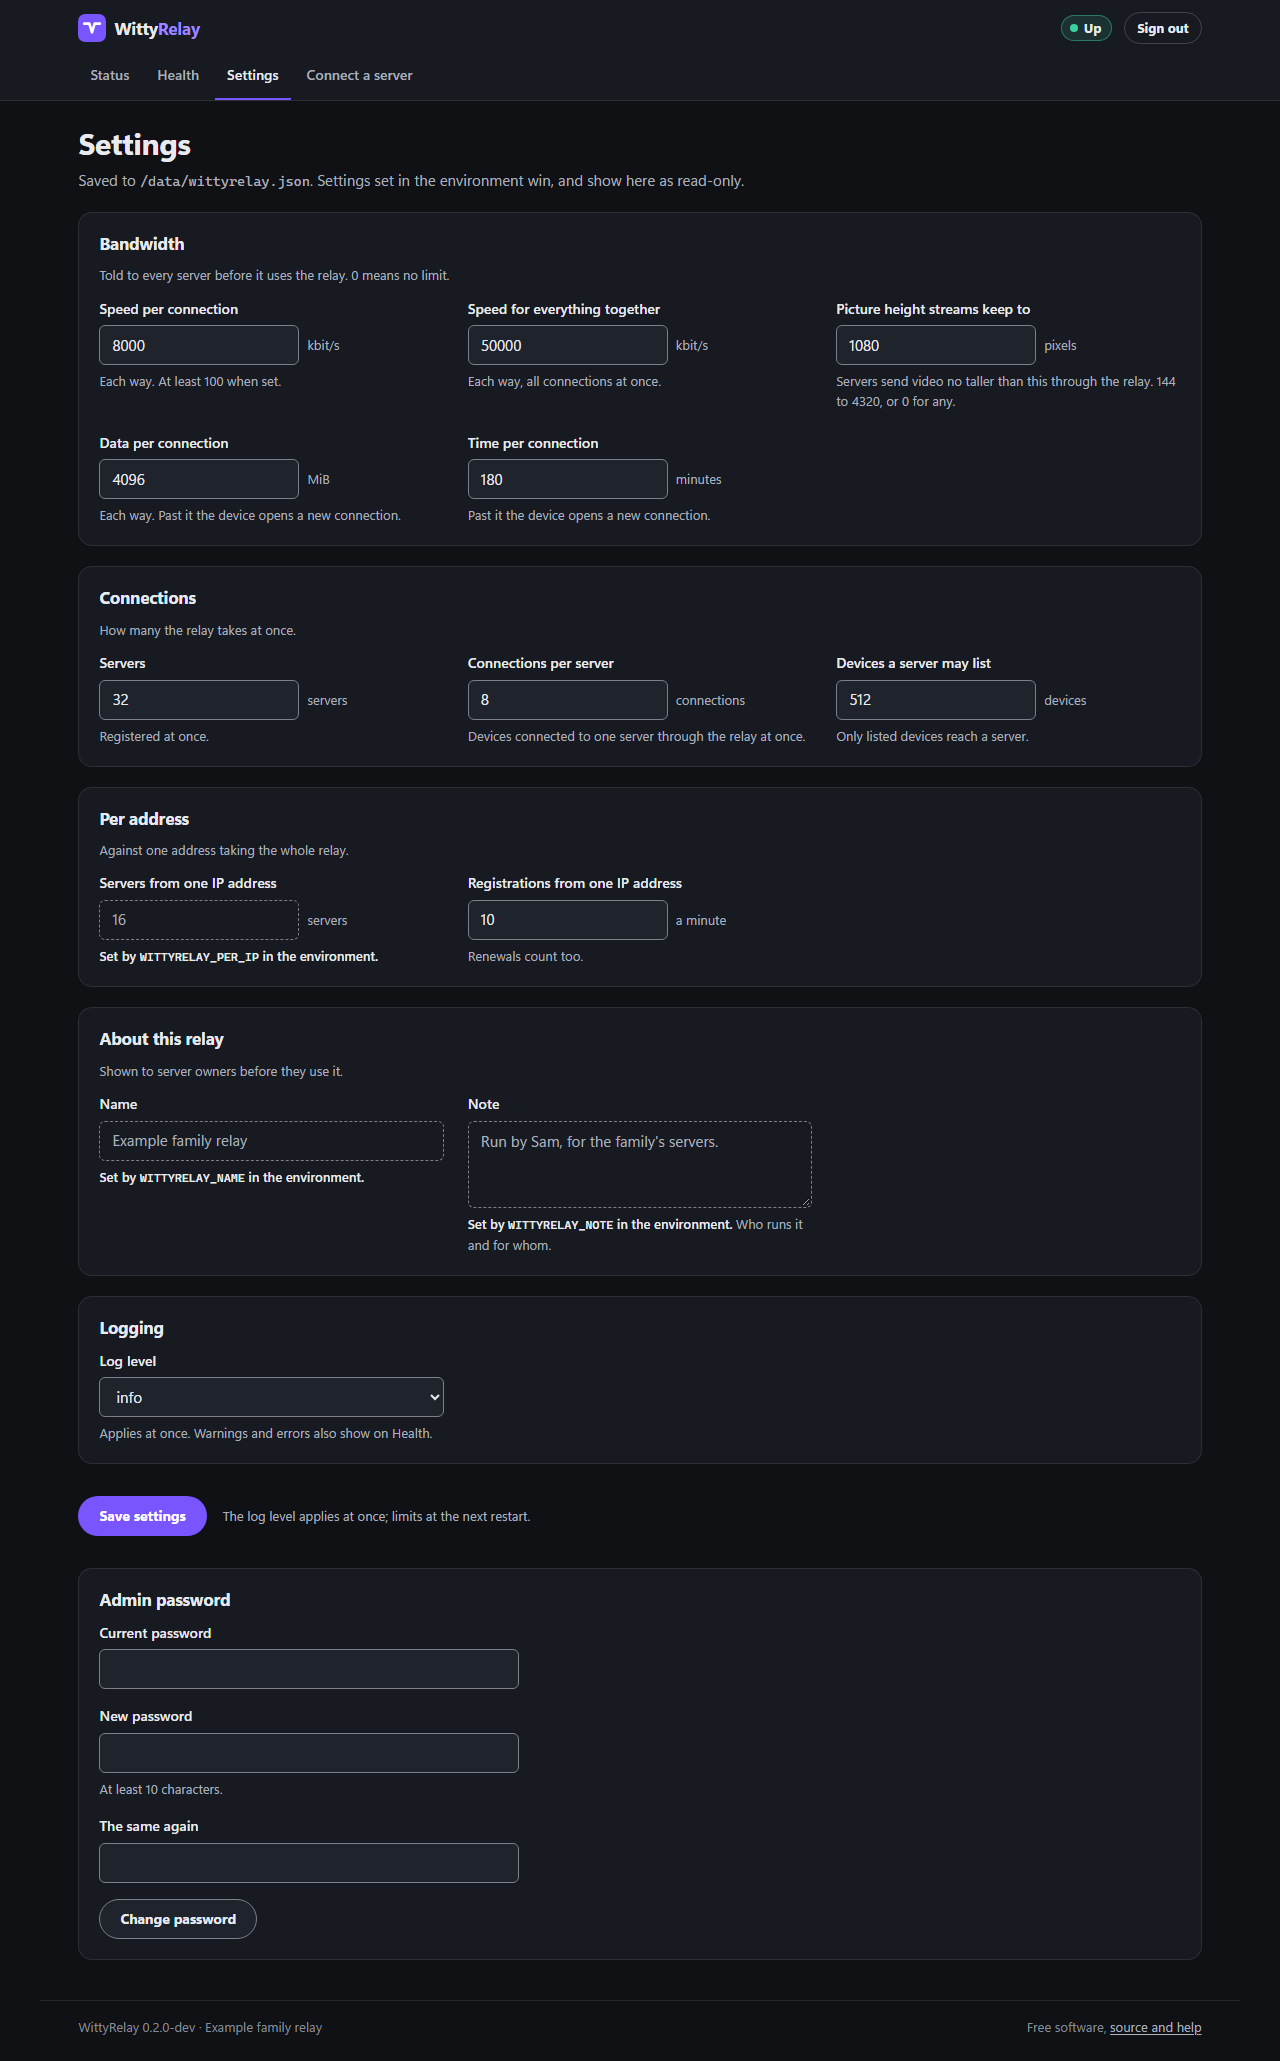 WittyRelay
Up
Sign out
Status
Health
Settings
Connect a server
Settings
Saved to /data/wittyrelay.json. Settings set in the environment win, and show here as read-only.
Bandwidth
Told to every server before it uses the relay. 0 means no limit.
Speed per connection
8000 kbit/s
Each way. At least 100 when set.
Speed for everything together
50000 kbit/s
Each way, all connections at once.
Picture height streams keep to
1080 pixels
Servers send video no taller than this through the relay. 144
to 4320, or 0 for any.
Data per connection
4096 MiB
Each way. Past it the device opens a new connection.
Time per connection
180 minutes
Past it the device opens a new connection.
Connections
How many the relay takes at once.
Servers
32 servers
Registered at once.
Connections per server
8 connections
Devices connected to one server through the relay at once.
Devices a server may list
512 devices
Only listed devices reach a server.
Per address
Against one address taking the whole relay.
Servers from one IP address
16 servers
Set by WITTYRELAY_PER_IP in the environment.
Registrations from one IP address
10 a minute
Renewals count too.
About this relay
Shown to server owners before they use it.
Name
Example family relay
Set by WITTYRELAY_NAME in the environment.
Note
Run by Sam, for the family's servers.
Set by WITTYRELAY_NOTE in the environment. Who runs it
and for whom.
Logging
Log level
info
Applies at once. Warnings and errors also show on Health.
Save settings
The log level applies at once; limits at the next restart.
Admin password
Current password
New password
At least 10 characters.
The same again
Change password
WittyRelay 0.2.0-dev · Example family relay
Free software, source and help